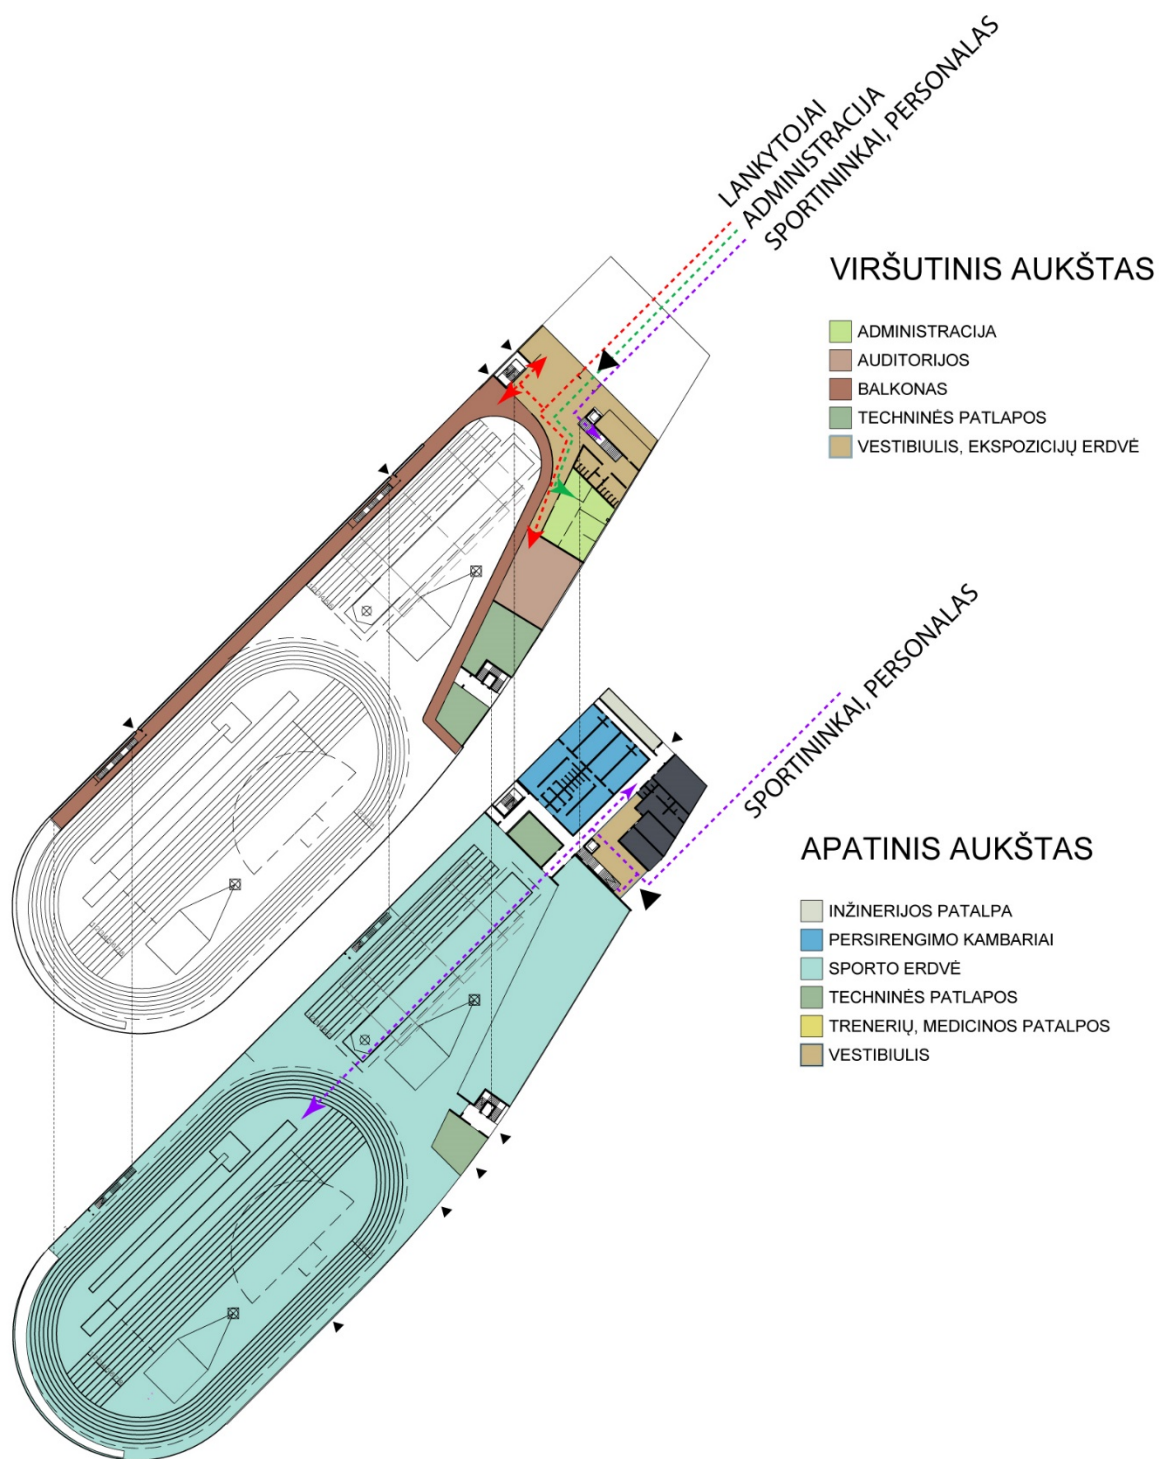 LANKYTOJAI
ADMINISTRACIJA
SPORTININKAI, PERSONALAS
VIRŠUTINIS AUKŠTAS
ADMINISTRACIJA
AUDITORIJOS
BALKONAS
TECHNINĖS PATLAPOS
VESTIBIULIS, EKSPOZICIJŲ ERDVĖ
SPORTININKAI, PERSONALAS
APATINIS AUKŠTAS
INŽINERIJOS PATALPA
PERSIRENGIMO KAMBARIAI
SPORTO ERDVĖ
TECHNINĖS PATLAPOS
TRENERIŲ, MEDICINOS PATALPOS
VESTIBIULIS